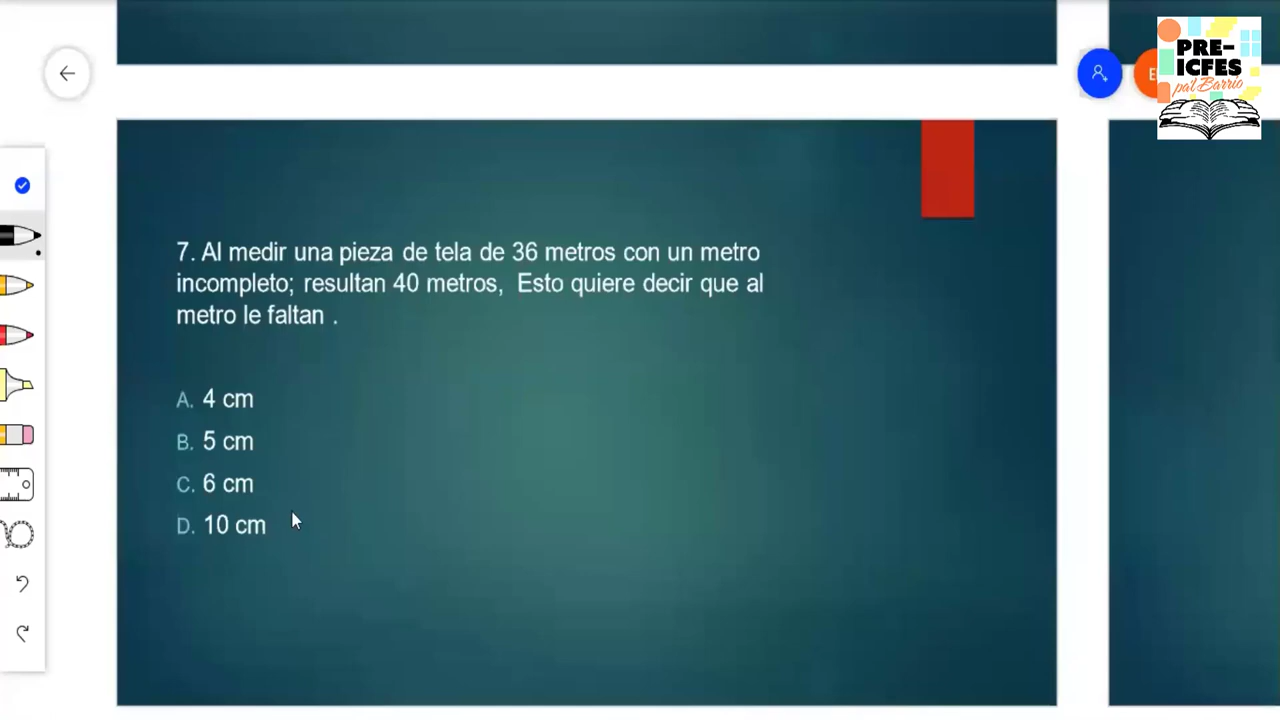 PRE-
ICFES
pa'l Barrio
7. Al medir una pieza de tela de 36 metros con un metro
incompleto; resultan 40 metros, Esto quiere decir que al
metro le faltan .
A. 4 cm
B. 5 cm
C. 6 cm
D. 10 cm